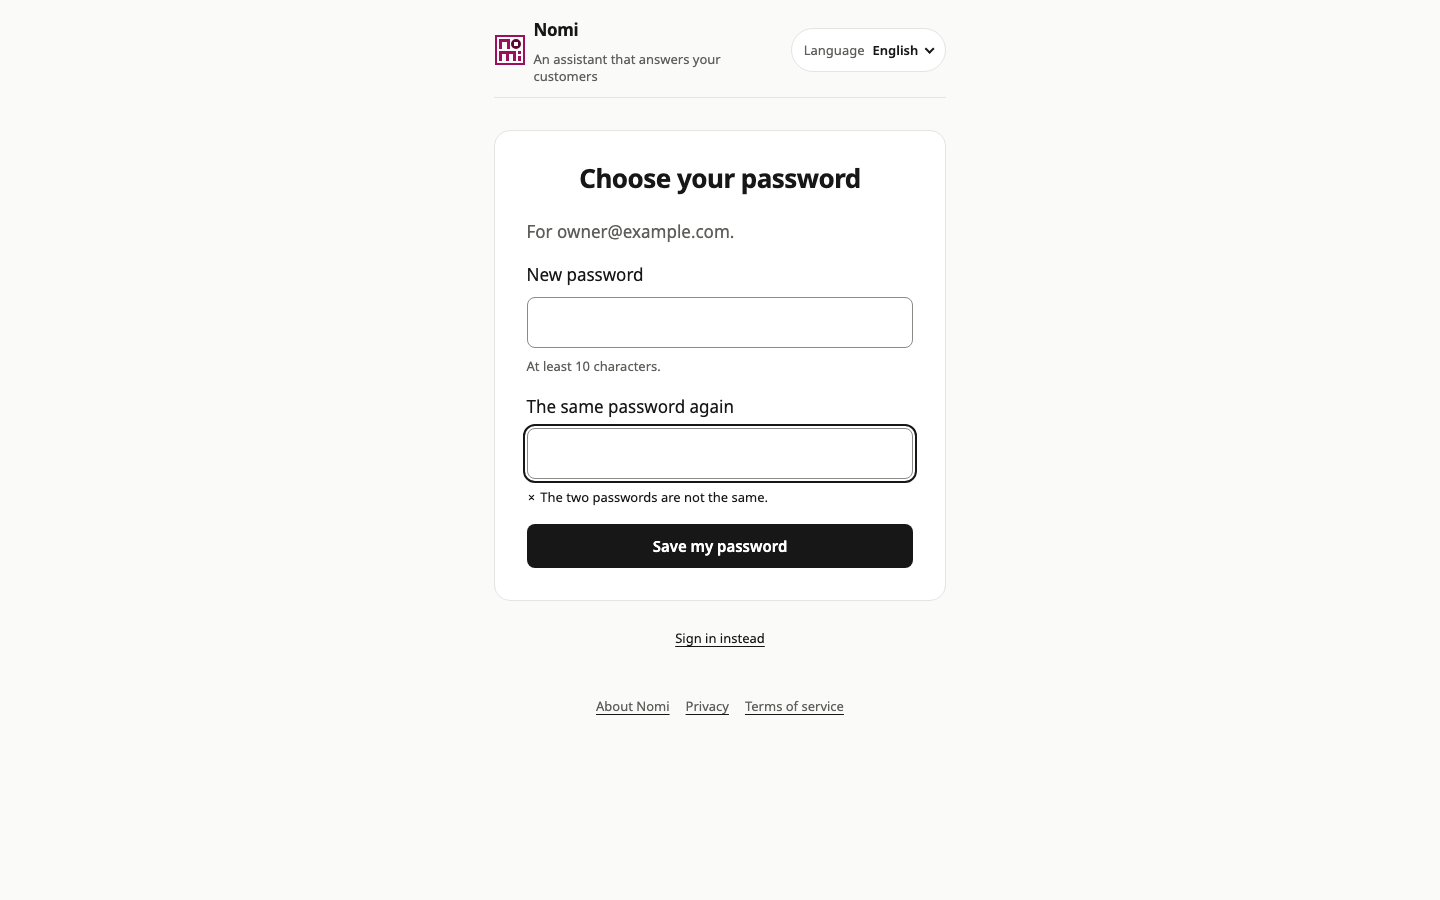 Nomi
An assistant that answers your
customers
Language English
Choose your password
For owner@example.com.
New password
At least 10 characters.
The same password again
× The two passwords are not the same.
Save my password
Sign in instead
About Nomi Privacy Terms of service